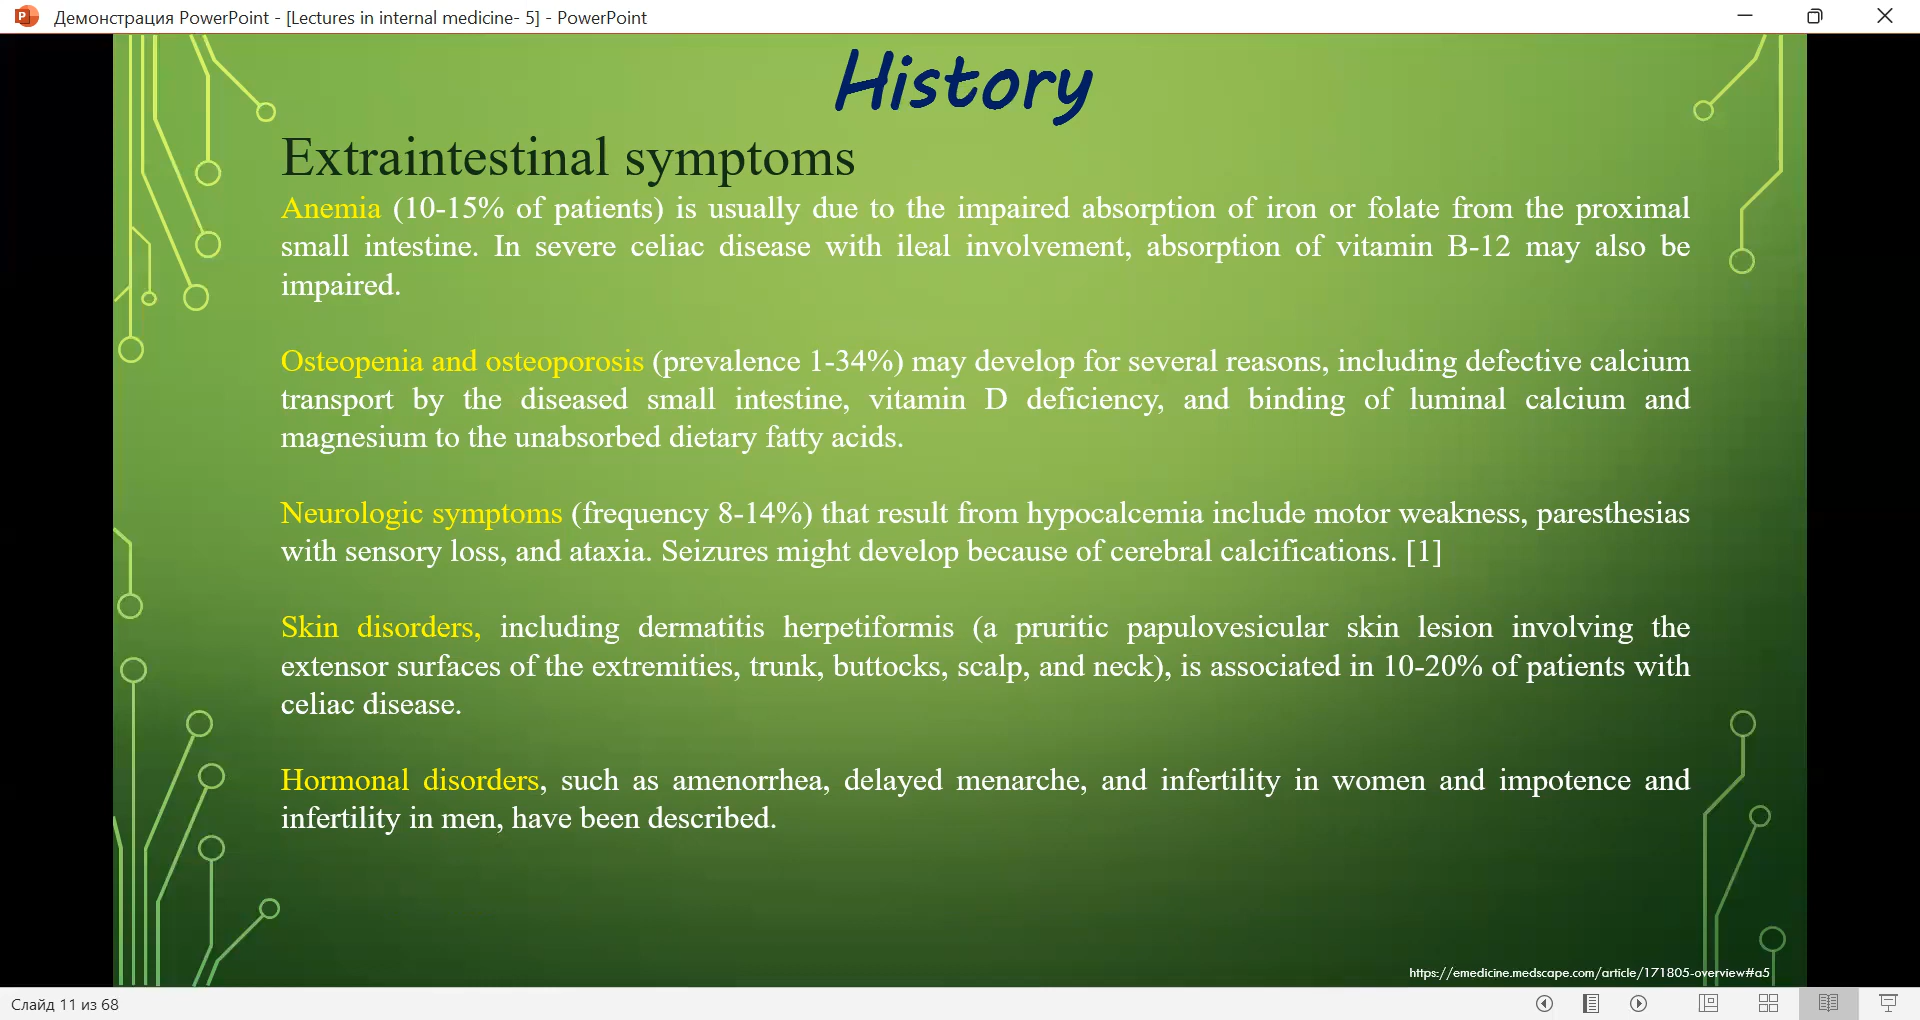 Демонстрация PowerPoint - [Lectures in internal medicine- 5] - PowerPoint
History
Extraintestinal symptoms
Anemia (10-15% of patients) is usually due to the impaired absorption of iron or folate from the proximal
small intestine. In severe celiac disease with ileal involvement, absorption of vitamin B-12 may also be
impaired.
Osteopenia and osteoporosis (prevalence 1-34%) may develop for several reasons, including defective calcium
transport by the diseased small intestine, vitamin D deficiency, and binding of luminal calcium and
magnesium to the unabsorbed dietary fatty acids.
Neurologic symptoms (frequency 8-14%) that result from hypocalcemia include motor weakness, paresthesias
with sensory loss, and ataxia. Seizures might develop because of cerebral calcifications. [1]
Skin disorders, including dermatitis herpetiformis (a pruritic papulovesicular skin lesion involving the
extensor surfaces of the extremities, trunk, buttocks, scalp, and neck), is associated in 10-20% of patients with
celiac disease.
Hormonal disorders, such as amenorrhea, delayed menarche, and infertility in women and impotence and
infertility in men, have been described.
https://emedicine.medscape.com/article/171805-overview#a5
Слайд 11 из 68